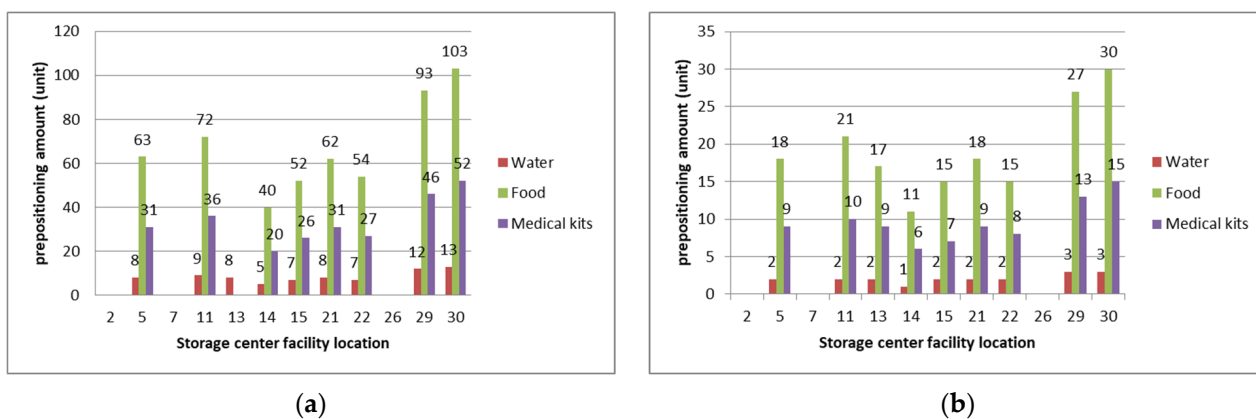 120
100
80
60
40
20
0
prepositioning amount (unit)
8 63 31
9 72 36
8
5 40 20
7 52 26
8 62 31
7 54 27
12 93 46
13 103 52
2 5 7 11 13 14 15 21 22 26 29 30
Storage center facility location
Water
Food
Medical kits
(a)
35
30
25
20
15
10
5
0
prepositioning amount (unit)
2 18 9
2 21 10
2 17 9
1 11 6
2 15 7
2 18 9
2 15 8
3 27 13
3 30 15
2 5 7 11 13 14 15 21 22 26 29 30
Storage center facility location
Water
Food
Medical kits
(b)